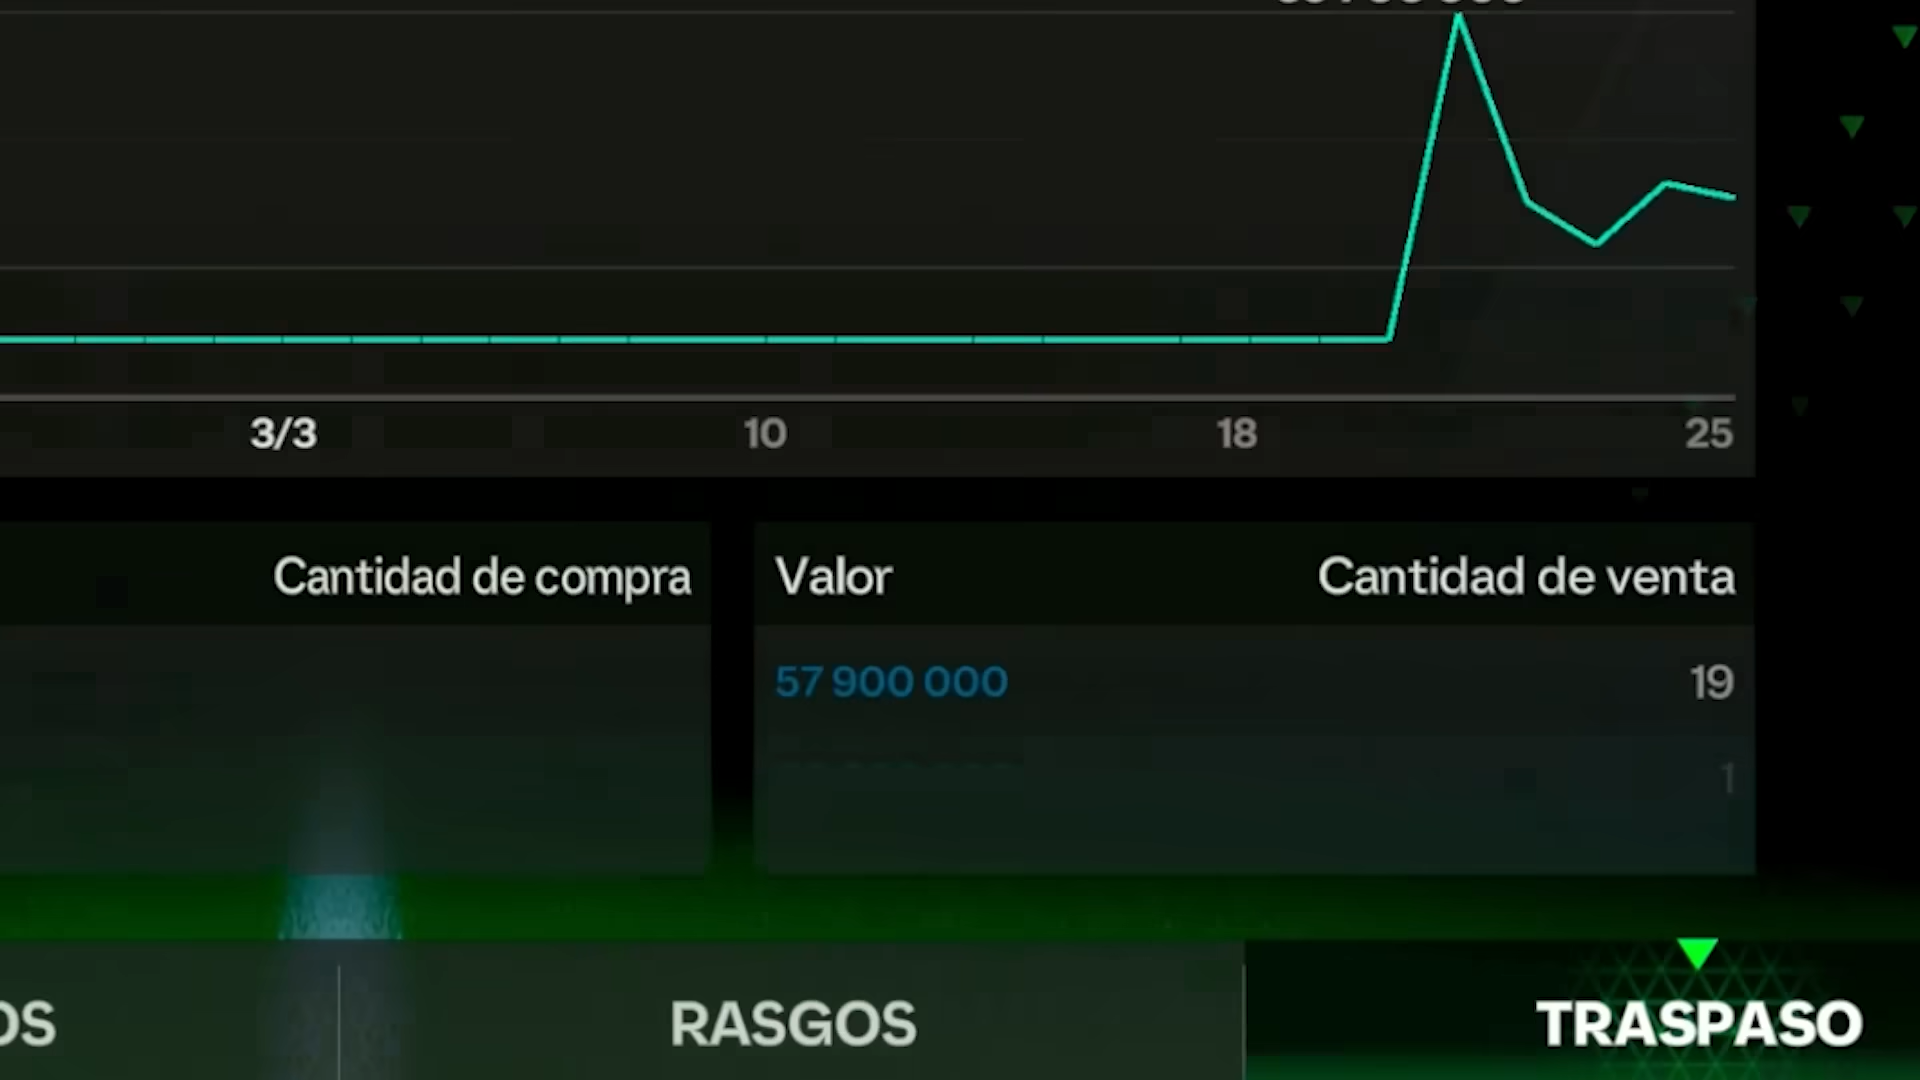 3/3 10 18 25
Cantidad de compra
Valor Cantidad de venta
57 900 000 19
1
OS RASGOS TRASPASO